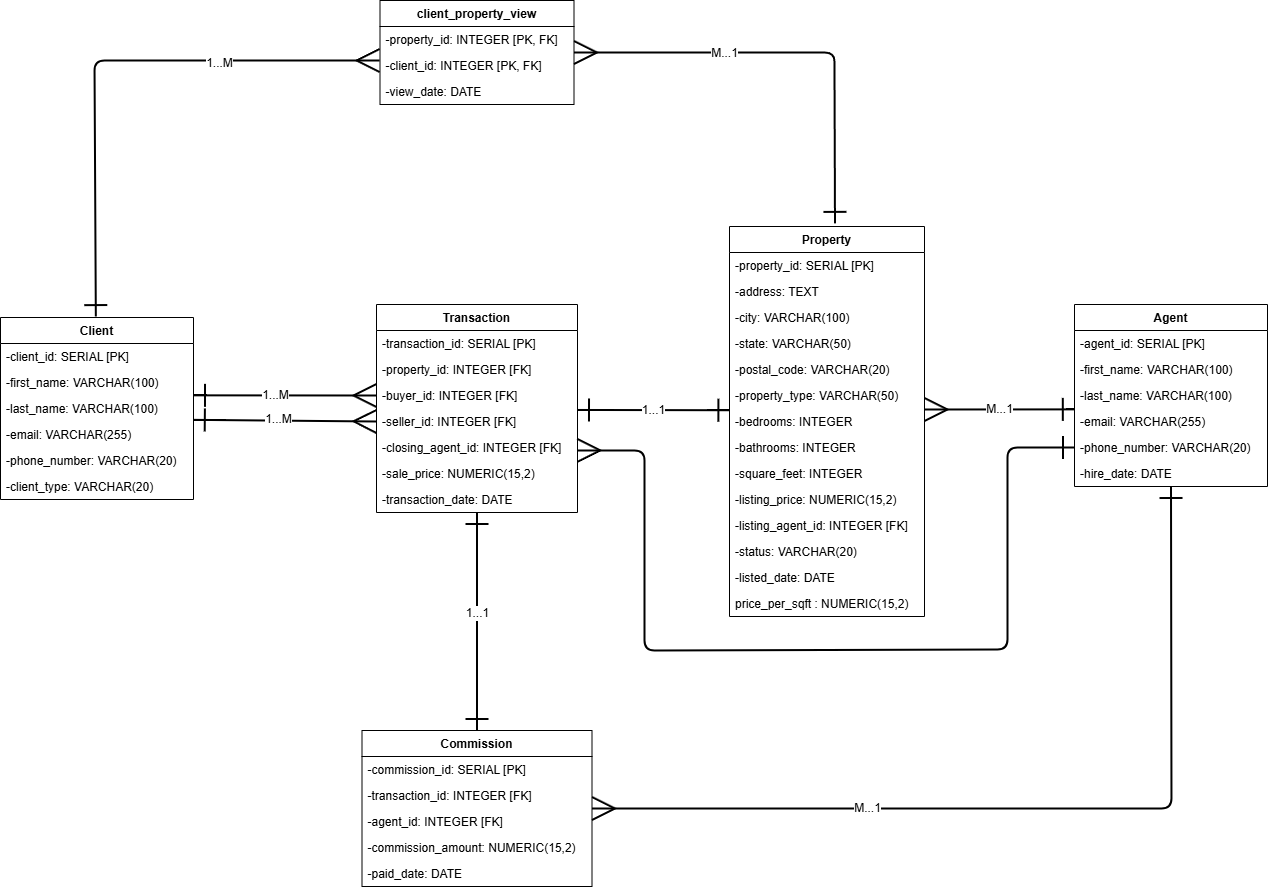 client_property_view
-property_id: INTEGER [PK, FK]
-client_id: INTEGER [PK, FK]
-view_date: DATE
1...M
M...1
Client
-client_id: SERIAL [PK]
-first_name: VARCHAR(100)
-last_name: VARCHAR(100)
-email: VARCHAR(255)
-phone_number: VARCHAR(20)
-client_type: VARCHAR(20)
1...M
1...M
Transaction
-transaction_id: SERIAL [PK]
-property_id: INTEGER [FK]
-buyer_id: INTEGER [FK]
-seller_id: INTEGER [FK]
-closing_agent_id: INTEGER [FK]
-sale_price: NUMERIC(15,2)
-transaction_date: DATE
1...1
Property
-property_id: SERIAL [PK]
-address: TEXT
-city: VARCHAR(100)
-state: VARCHAR(50)
-postal_code: VARCHAR(20)
-property_type: VARCHAR(50)
-bedrooms: INTEGER
-bathrooms: INTEGER
-square_feet: INTEGER
-listing_price: NUMERIC(15,2)
-listing_agent_id: INTEGER [FK]
-status: VARCHAR(20)
-listed_date: DATE
price_per_sqft : NUMERIC(15,2)
M...1
Agent
-agent_id: SERIAL [PK]
-first_name: VARCHAR(100)
-last_name: VARCHAR(100)
-email: VARCHAR(255)
-phone_number: VARCHAR(20)
-hire_date: DATE
1...1
Commission
-commission_id: SERIAL [PK]
-transaction_id: INTEGER [FK]
-agent_id: INTEGER [FK]
-commission_amount: NUMERIC(15,2)
-paid_date: DATE
M...1